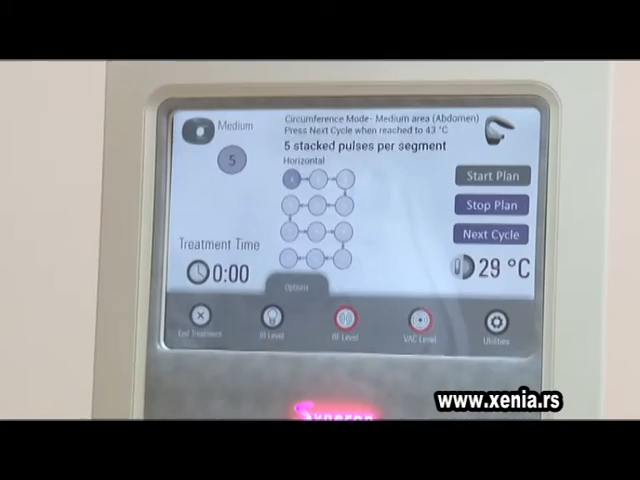 Medium
5
Circumference Mode- Medium area (Abdomen)
Press Next Cycle when reached to 43 °C
5 stacked pulses per segment
Horizontal
Start Plan
Stop Plan
Next Cycle
29 °C
Treatment Time
0:00
Options
End Treatment
IR Level
RF Level
VAC Level
Utilities
Syneron
www.xenia.rs